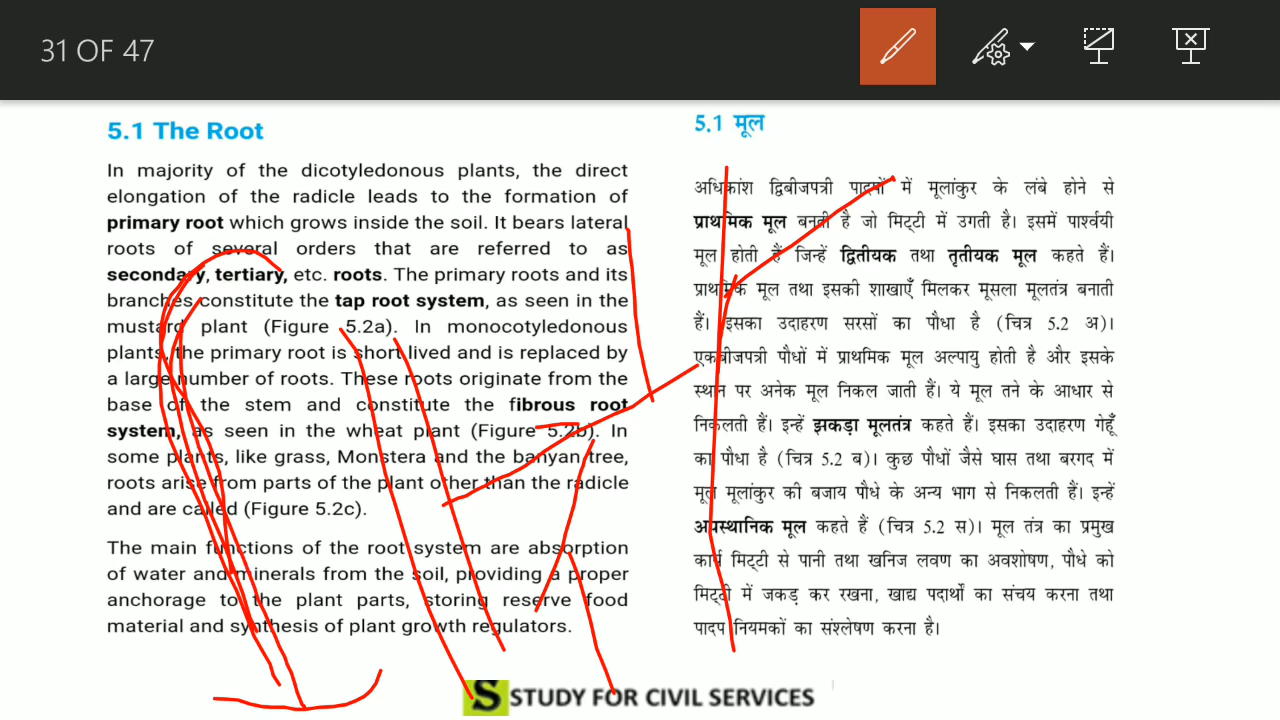 31 OF 47
5.1 The Root
In majority of the dicotyledonous plants, the direct
elongation of the radicle leads to the formation of
primary root which grows inside the soil. It bears lateral
roots of several orders that are referred to as
secondary, tertiary, etc. roots. The primary roots and its
branches constitute the tap root system, as seen in the
mustard plant (Figure 5.2a). In monocotyledonous
plants, the primary root is short lived and is replaced by
a large number of roots. These roots originate from the
base of the stem and constitute the fibrous root
system, as seen in the wheat plant (Figure 5.2b). In
some plants, like grass, Monstera and the banyan tree,
roots arise from parts of the plant other than the radicle
and are called (Figure 5.2c).
The main functions of the root system are absorption
of water and minerals from the soil, providing a proper
anchorage to the plant parts, storing reserve food
material and synthesis of plant growth regulators.
5.1 मूल
अधिकांश द्विबीजपत्री पादपों में मूलांकुर के लंबे होने से
प्राथमिक मूल बनती है जो मिट्टी में उगती है। इसमें पार्श्वयी
मूल होती हैं जिन्हें द्वितीयक तथा तृतीयक मूल कहते हैं।
प्राथमिक मूल तथा इसकी शाखाएँ मिलकर मूसला मूलतंत्र बनाती
हैं। इसका उदाहरण सरसों का पौधा है (चित्र 5.2 अ)।
एकबीजपत्री पौधों में प्राथमिक मूल अल्पायु होती है और इसके
स्थान पर अनेक मूल निकल जाती हैं। ये मूल तने के आधार से
निकलती हैं। इन्हें झकड़ा मूलतंत्र कहते हैं। इसका उदाहरण गेहूँ
का पौधा है (चित्र 5.2 ब)। कुछ पौधों जैसे घास तथा बरगद में
मूल मूलांकुर की बजाय पौधे के अन्य भाग से निकलती हैं। इन्हें
अपस्थानिक मूल कहते हैं (चित्र 5.2 स)। मूल तंत्र का प्रमुख
कार्य मिट्टी से पानी तथा खनिज लवण का अवशोषण, पौधे को
मिट्टी में जकड़ कर रखना, खाद्य पदार्थों का संचय करना तथा
पादप नियमकों का संश्लेषण करना है।
S STUDY FOR CIVIL SERVICES